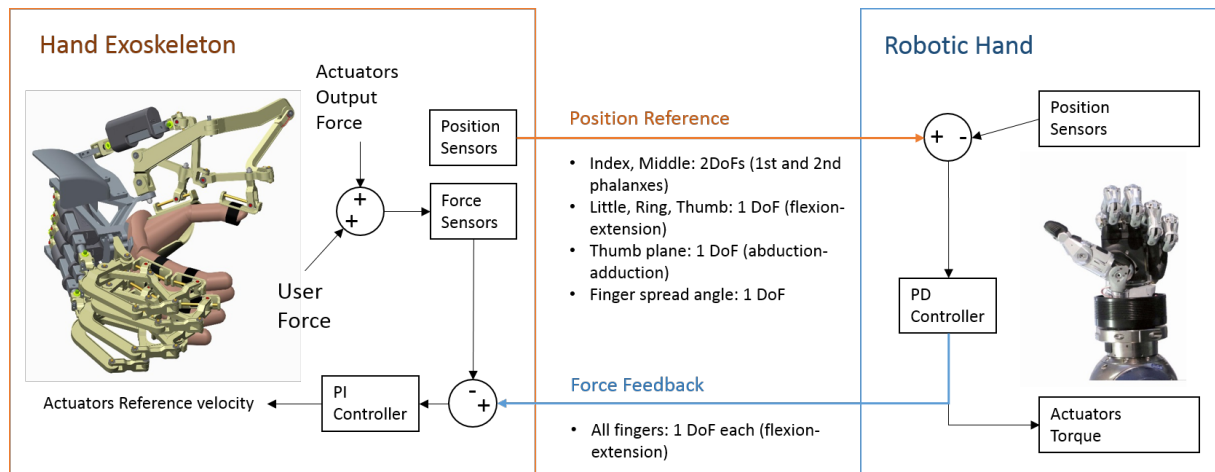 Hand Exoskeleton
Actuators
Output
Force
Position
Sensors
+
+
Force
Sensors
User
Force
Actuators Reference velocity
PI
Controller
-
+
Position Reference
• Index, Middle: 2DoFs (1st and 2nd
phalanxes)
• Little, Ring, Thumb: 1 DoF (flexion-
extension)
• Thumb plane: 1 DoF (abduction-
adduction)
• Finger spread angle: 1 DoF
Force Feedback
• All fingers: 1 DoF each (flexion-
extension)
Robotic Hand
+ -
Position
Sensors
PD
Controller
Actuators
Torque